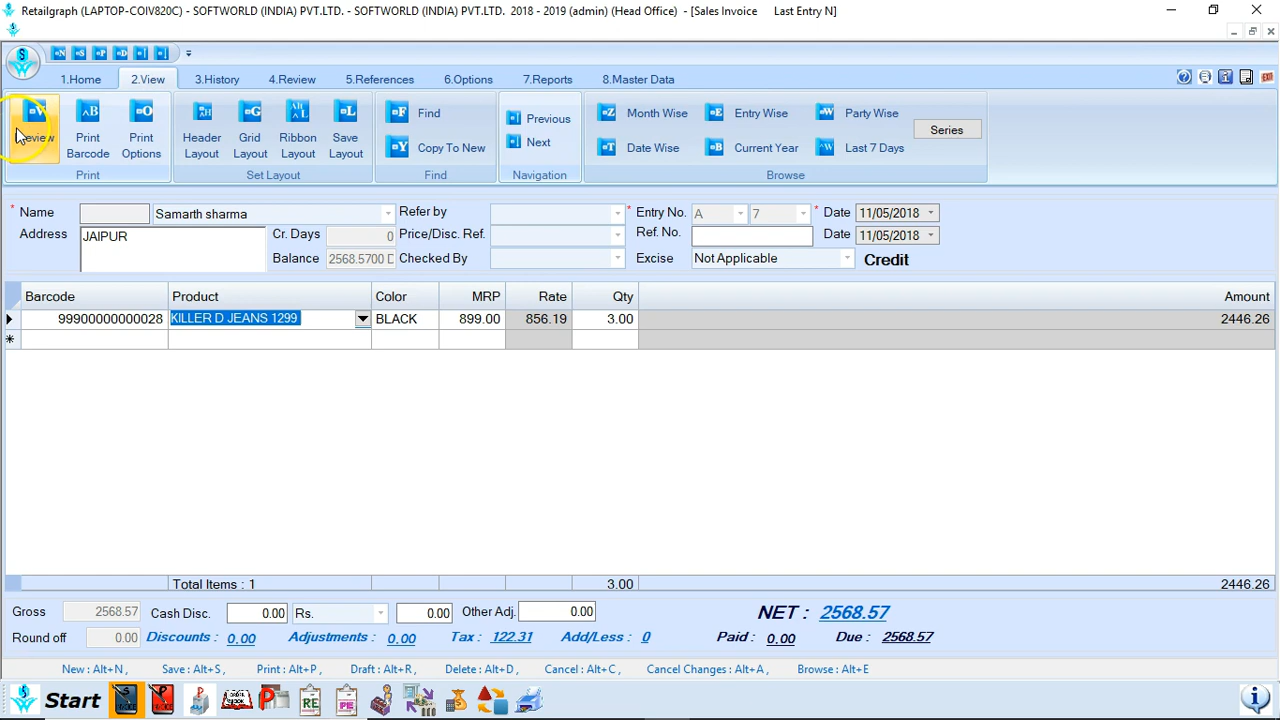 Retailgraph (LAPTOP-COIV820C) - SOFTWORLD (INDIA) PVT.LTD. - SOFTWORLD (INDIA) PVT.LTD. 2018 - 2019 (admin) (Head Office) - [Sales Invoice Last Entry N]
1.Home 2.View 3.History 4.Review 5.References 6.Options 7.Reports 8.Master Data
Find Previous Month Wise Entry Wise Party Wise Series
Print Barcode Print Options Header Layout Grid Layout Ribbon Layout Save Layout Copy To New Next Date Wise Current Year Last 7 Days
Print Set Layout Find Navigation Browse
Name Samarth sharma Refer by Entry No. A 7 Date 11/05/2018
Address JAIPUR Cr. Days 0 Price/Disc. Ref. Ref. No. Date 11/05/2018
Balance 2568.5700 D Checked By Excise Not Applicable Credit
Barcode Product Color MRP Rate Qty Amount
99900000000028 KILLER D JEANS 1299 BLACK 899.00 856.19 3.00 2446.26
Total Items : 1 3.00 2446.26
Gross 2568.57 Cash Disc. 0.00 Rs. 0.00 Other Adj. 0.00 NET : 2568.57
Round off 0.00 Discounts : 0.00 Adjustments : 0.00 Tax : 122.31 Add/Less : 0 Paid : 0.00 Due : 2568.57
New : Alt+N , Save : Alt+S , Print : Alt+P , Draft : Alt+R , Delete : Alt+D , Cancel : Alt+C , Cancel Changes : Alt+A , Browse : Alt+E
Start